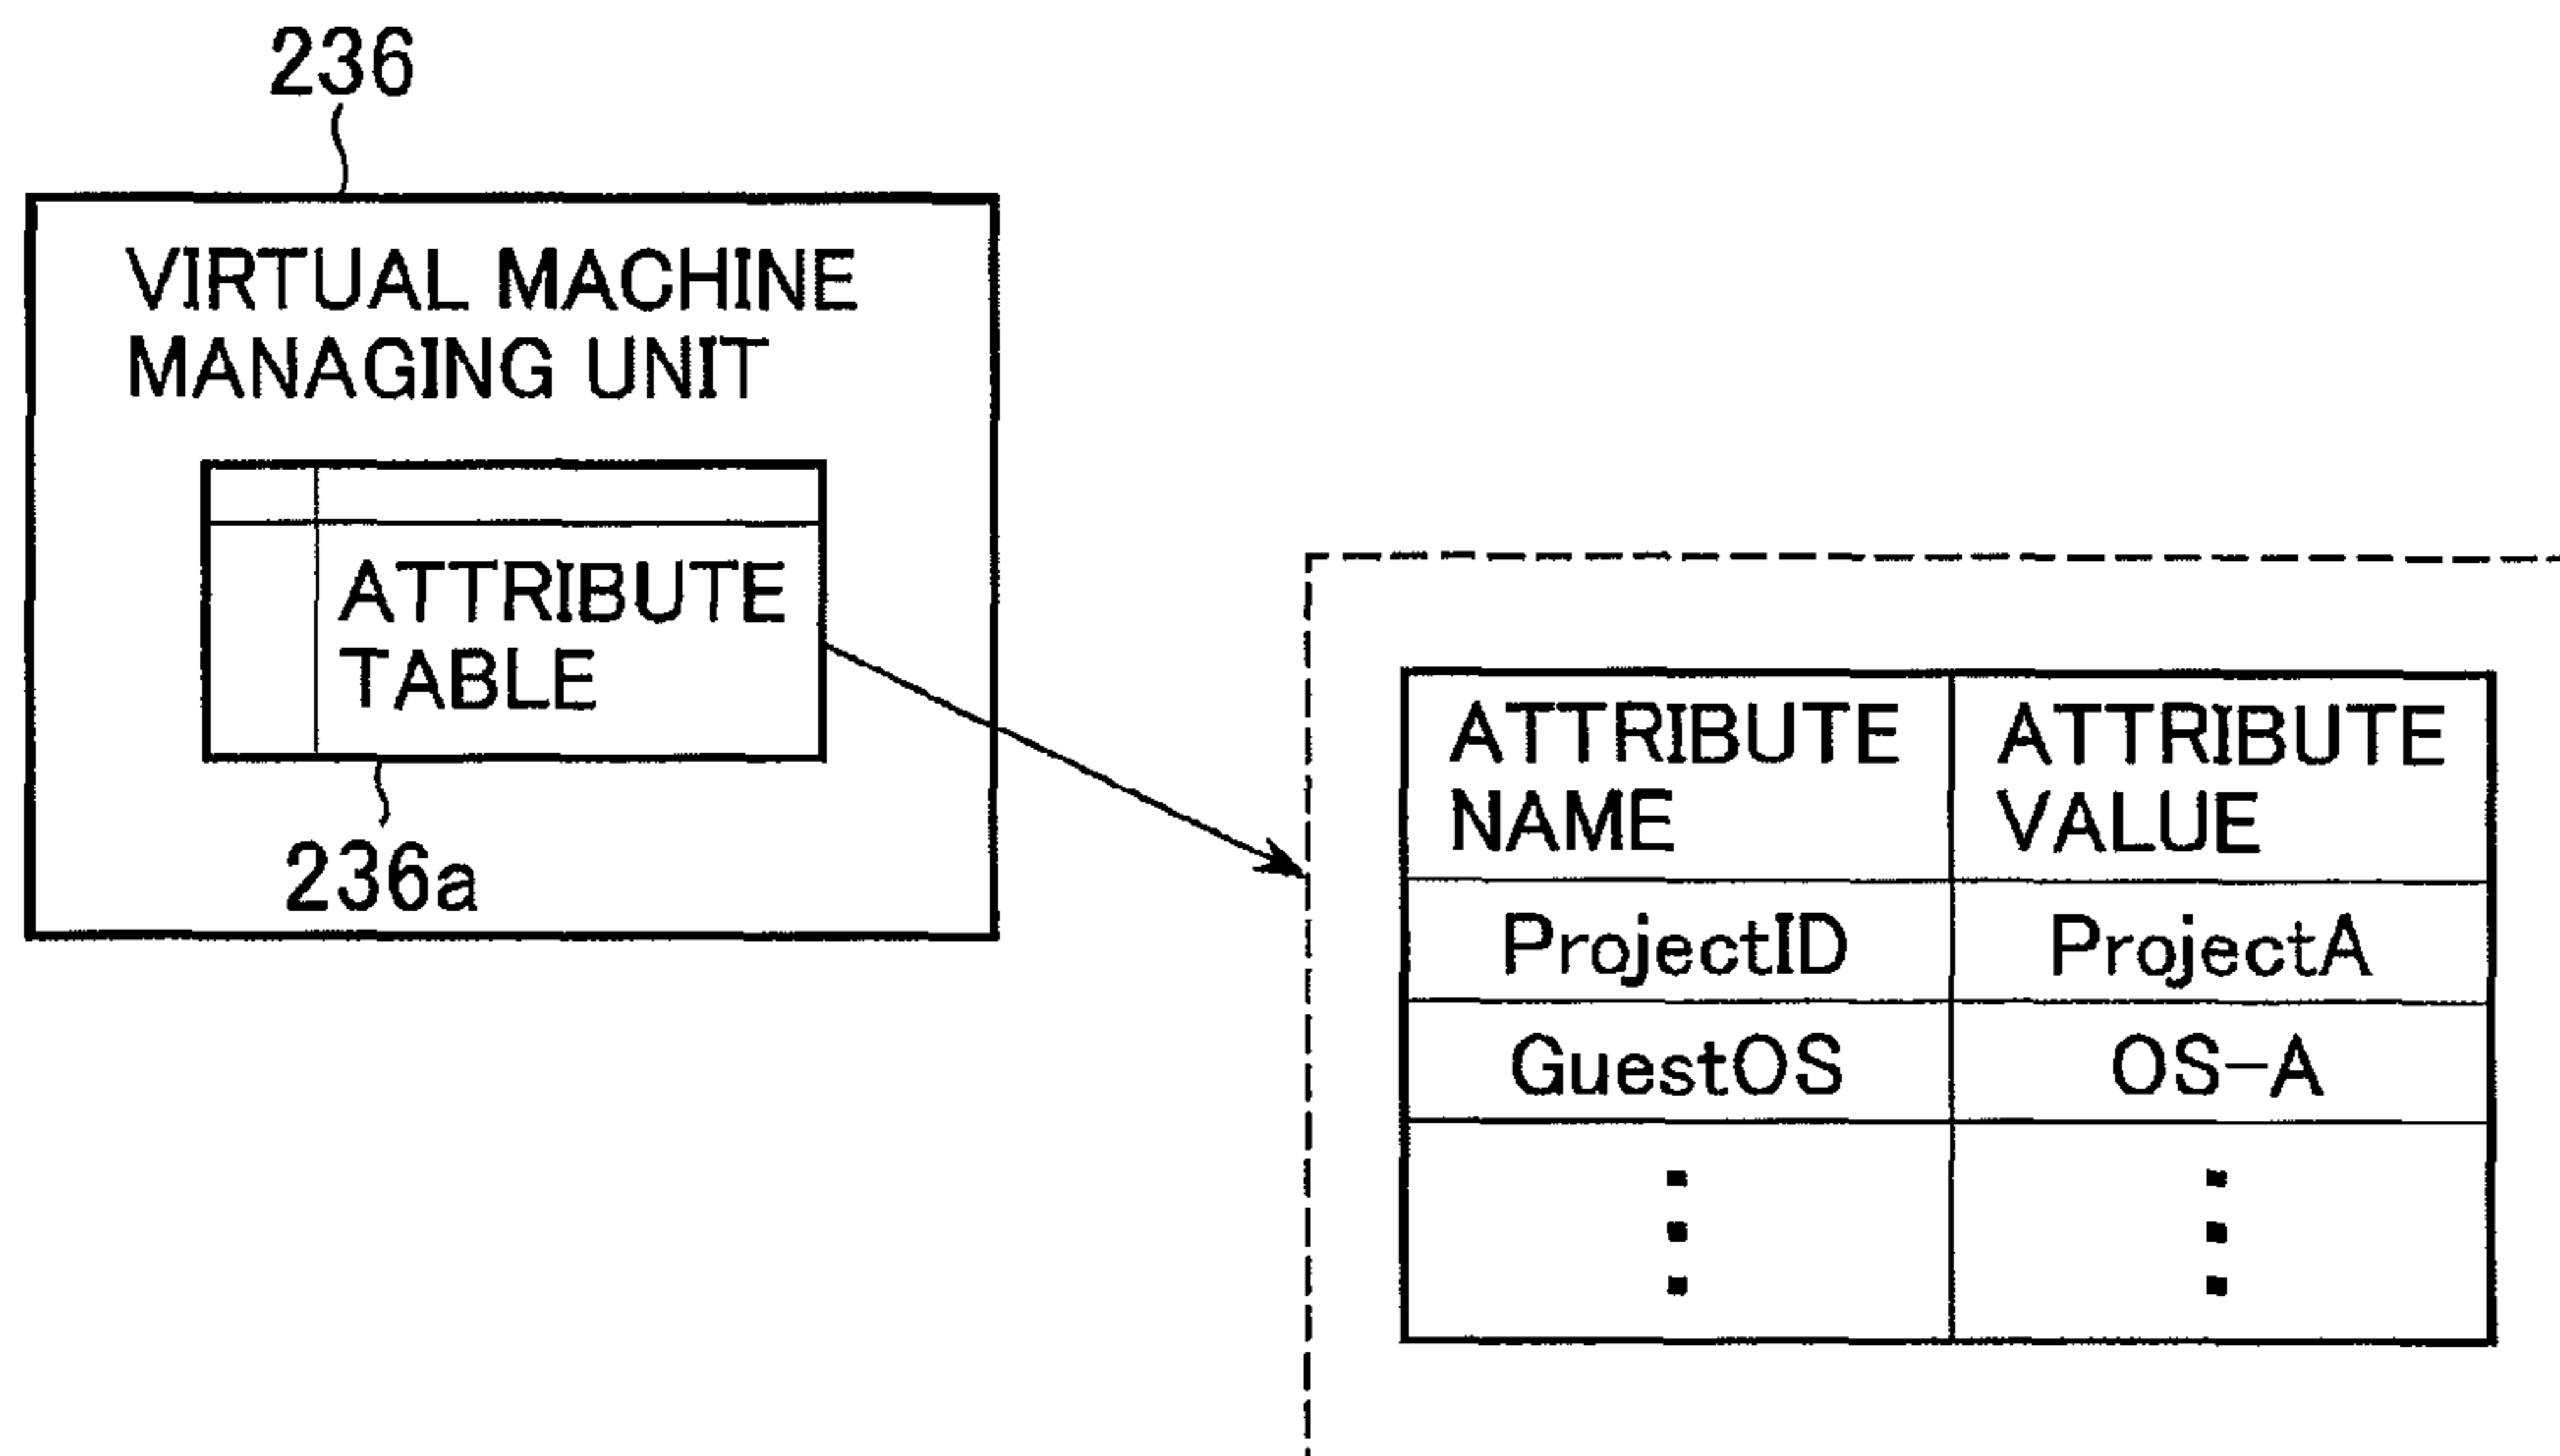 236
VIRTUAL MACHINE
MANAGING UNIT
ATTRIBUTE
TABLE
236a
ATTRIBUTE NAME ATTRIBUTE VALUE
ProjectID ProjectA
GuestOS OS-A